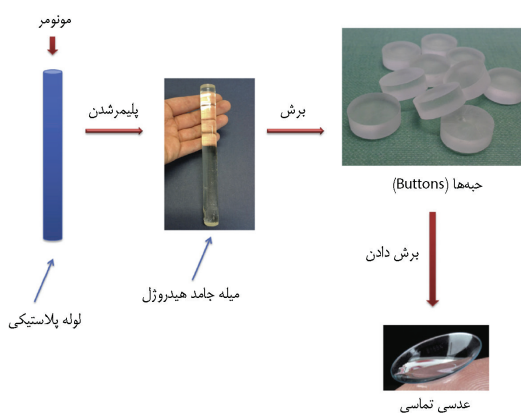 مونومر
پلیمرشدن
برش
حبه‌ها (Buttons)
برش دادن
میله جامد هیدروژل
لوله پلاستیکی
عدسی تماسی